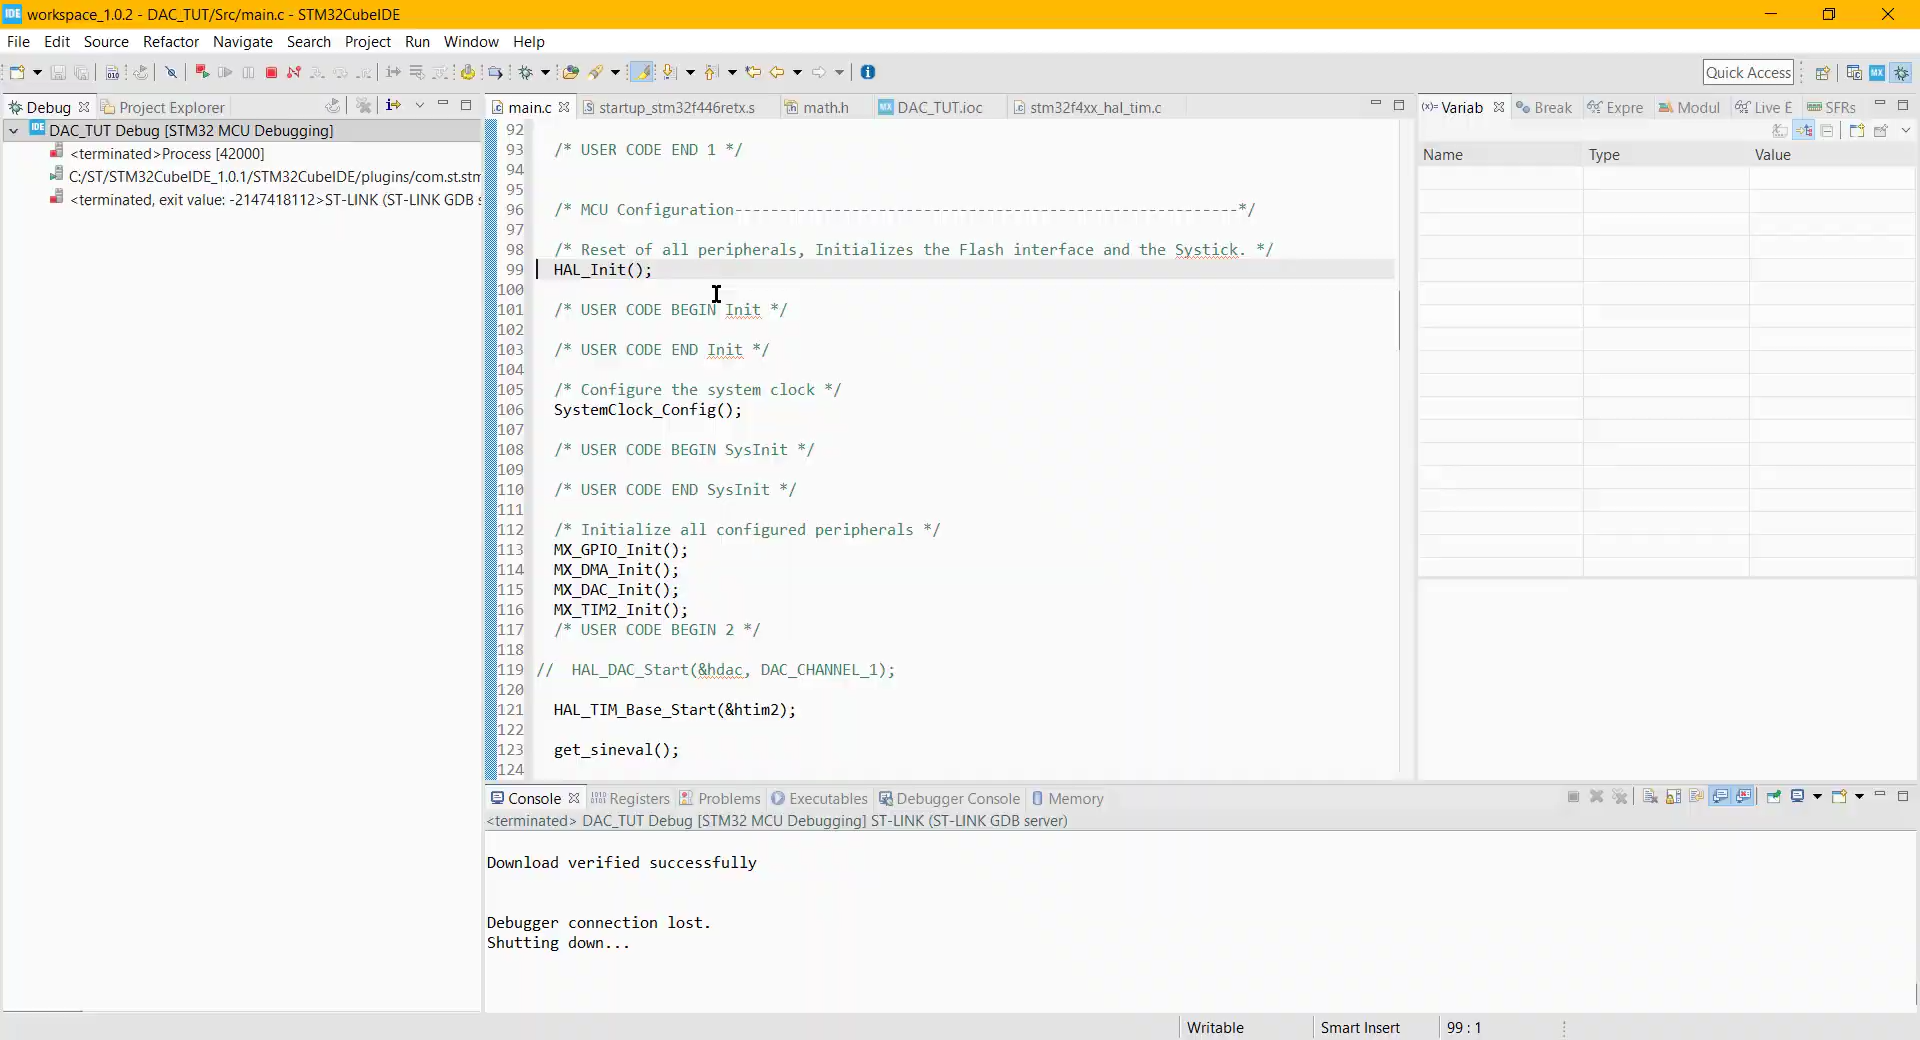 IDE workspace_1.0.2 - DAC_TUT/Src/main.c - STM32CubeIDE
File Edit Source Refactor Navigate Search Project Run Window Help
Quick Access
Debug Project Explorer
main.c startup_stm32f446retx.s math.h DAC_TUT.ioc stm32f4xx_hal_tim.c
Variab Break Expre Modul Live E SFRs
DAC_TUT Debug [STM32 MCU Debugging]
<terminated>Process [42000]
C:/ST/STM32CubeIDE_1.0.1/STM32CubeIDE/plugins/com.st.stm
<terminated, exit value: -2147418112>ST-LINK (ST-LINK GDB s
92
93 /* USER CODE END 1 */
94
95
96 /* MCU Configuration--------------------------------------------------------*/
97
98 /* Reset of all peripherals, Initializes the Flash interface and the Systick. */
99 HAL_Init();
100
101 /* USER CODE BEGIN Init */
102
103 /* USER CODE END Init */
104
105 /* Configure the system clock */
106 SystemClock_Config();
107
108 /* USER CODE BEGIN SysInit */
109
110 /* USER CODE END SysInit */
111
112 /* Initialize all configured peripherals */
113 MX_GPIO_Init();
114 MX_DMA_Init();
115 MX_DAC_Init();
116 MX_TIM2_Init();
117 /* USER CODE BEGIN 2 */
118
119 // HAL_DAC_Start(&hdac, DAC_CHANNEL_1);
120
121 HAL_TIM_Base_Start(&htim2);
122
123 get_sineval();
124
Name Type Value
Console Registers Problems Executables Debugger Console Memory
<terminated> DAC_TUT Debug [STM32 MCU Debugging] ST-LINK (ST-LINK GDB server)
Download verified successfully
Debugger connection lost.
Shutting down...
Writable Smart Insert 99 : 1